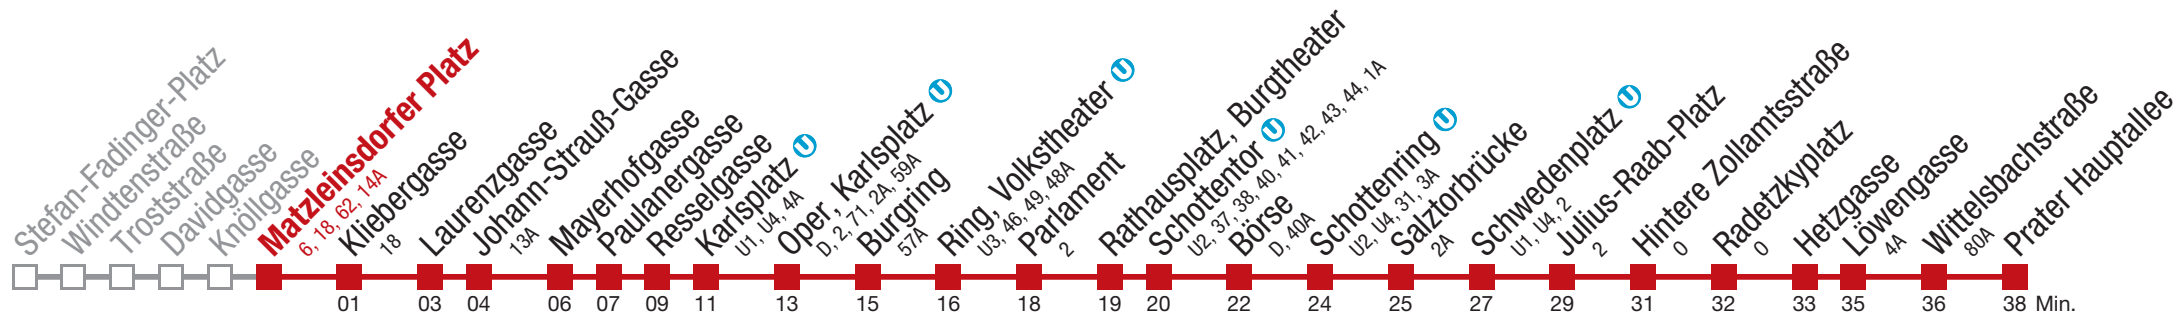 Stefan-Fadinger-Platz
Windtenstraße
Troststraße
Davidgasse
Knöllgasse
Matzleinsdorfer Platz
6, 18, 62, 14A
Kliebergasse
18
Laurenzgasse
Johann-Strauß-Gasse
13A
Mayerhofgasse
Paulanergasse
Resselgasse
Karlsplatz U
U1, U4, 4A
Oper, Karlsplatz U
D, 2, 71, 2A, 59A
Burgring
57A
Ring, Volkstheater U
U3, 46, 49, 48A
Parlament
2
Rathausplatz, Burgtheater
Schottentor U
U2, 37, 38, 40, 41, 42, 43, 44, 1A
Börse
D, 40A
Schottenring U
U2, U4, 31, 3A
Salztorbrücke
2A
Schwedenplatz U
U1, U4, 2
Julius-Raab-Platz
2
Hintere Zollamtsstraße
O
Radetzkyplatz
O
Hetzgasse
Löwengasse
4A
Wittelsbachstraße
80A
Prater Hauptallee
01 03 04 06 07 09 11 13 15 16 18 19 20 22 24 25 27 29 31 32 33 35 36 38 Min.